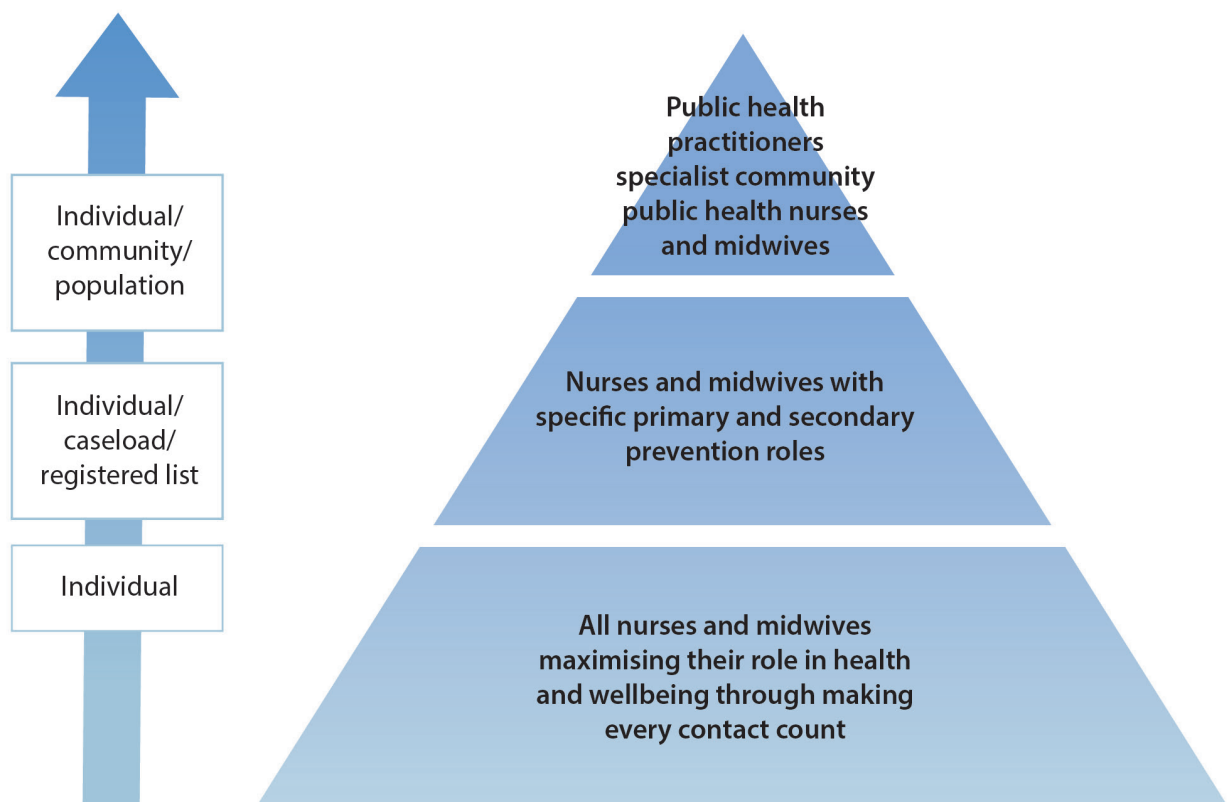 Individual/
community/
population
Individual/
caseload/
registered list
Individual
Public health
practitioners
specialist community
public health nurses
and midwives
Nurses and midwives with
specific primary and secondary
prevention roles
All nurses and midwives
maximising their role in health
and wellbeing through making
every contact count